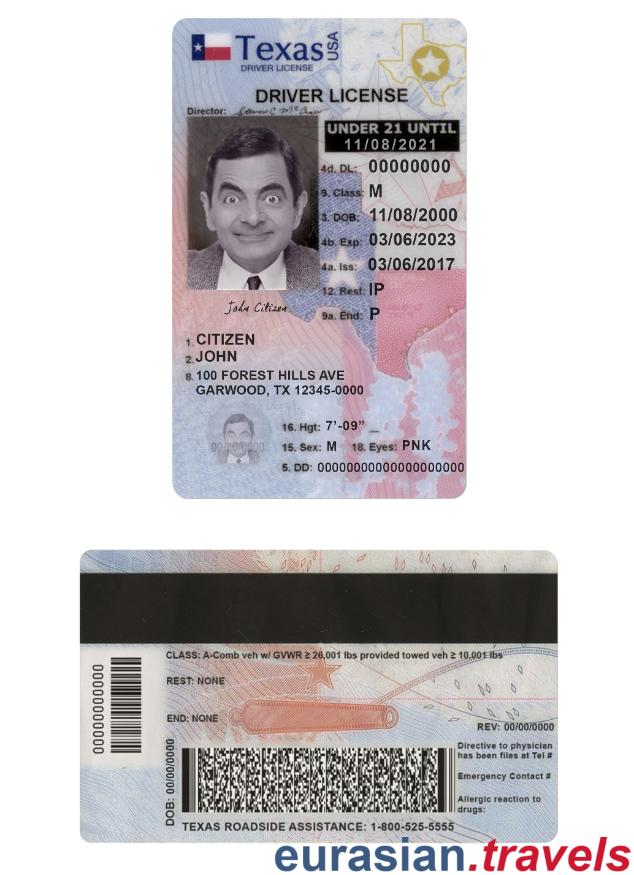 Texas USA
DRIVER LICENSE
DRIVER LICENSE
Director:
UNDER 21 UNTIL
11/08/2021
4d. DL: 00000000
9. Class: M
3. DOB: 11/08/2000
4b. Exp: 03/06/2023
4a. Iss: 03/06/2017
12. Rest IP
9a. End: P
John Citizen
1. CITIZEN
2. JOHN
8. 100 FOREST HILLS AVE
GARWOOD, TX 12345-0000
00/00/0000
16. Hgt: 7'-09" _
15. Sex: M 18. Eyes: PNK
5. DD: 00000000000000000000
CLASS: A-Comb veh w/ GVWR ≥ 26,001 lbs provided towed veh ≥ 10,001 lbs
REST: NONE
END: NONE
00000000000
REV: 00/00/0000
DOB: 00/00/0000
Directive to physician
has been files at Tel #
Emergency Contact #
Allergic reaction to
drugs:
TEXAS ROADSIDE ASSISTANCE: 1-800-525-5555
eurasian.travels